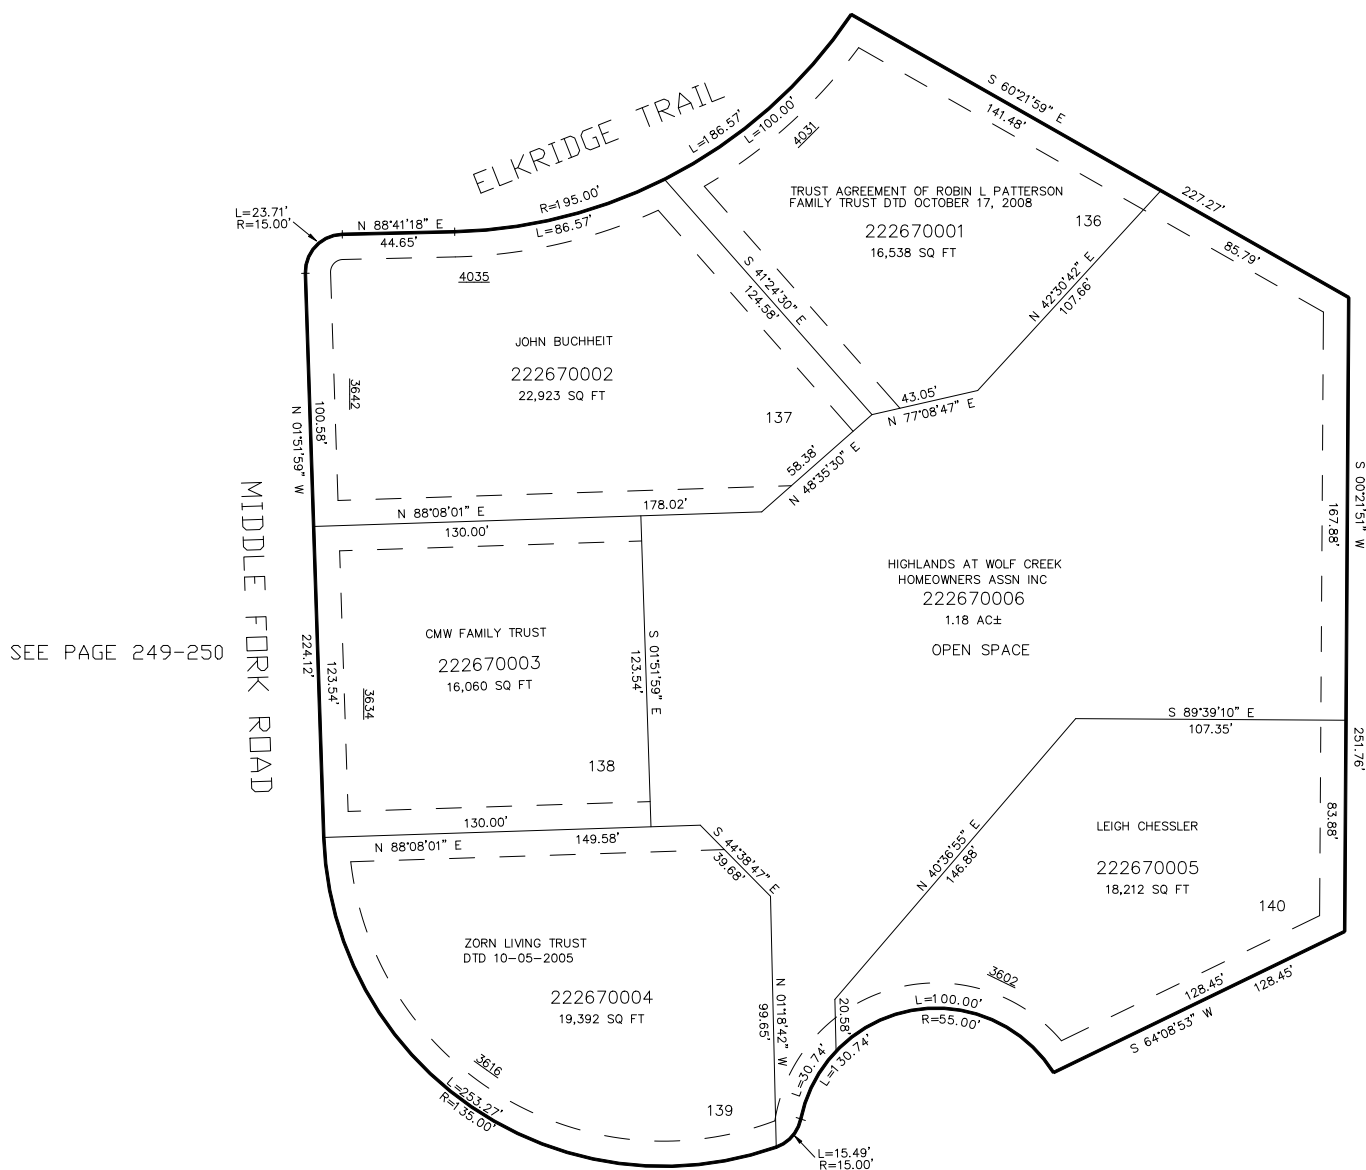 ELKRIDGE TRAIL
L=186.57'
L=100.00'
4031
S 60°21'59" E
141.48'
227.27'
85.79'
TRUST AGREEMENT OF ROBIN L PATTERSON
FAMILY TRUST DTD OCTOBER 17, 2008
136
222670001
16,538 SQ FT
L=23.71'
R=15.00'
N 88°41'18" E
44.65'
R=195.00'
L=86.57'
4035
S 41°24'30" E
124.58'
N 42°30'42" E
107.66'
JOHN BUCHHEIT
222670002
22,923 SQ FT
137
3642
100.58'
N 01°51'59" W
43.05'
N 77°08'47" E
58.38'
N 48°35'30" E
178.02'
N 88°08'01" E
130.00'
S 00°21'51" W
167.88'
MIDDLE FORK ROAD
SEE PAGE 249-250
HIGHLANDS AT WOLF CREEK
HOMEOWNERS ASSN INC
222670006
1.18 AC±
OPEN SPACE
CMW FAMILY TRUST
222670003
16,060 SQ FT
138
224.12'
123.54'
3634
S 01°51'59" E
123.54'
130.00'
149.58'
N 88°08'01" E
S 89°39'10" E
107.35'
251.76'
83.88'
S 44°38'47" E
39.68'
N 40°36'55" E
146.88'
LEIGH CHESSLER
222670005
18,212 SQ FT
140
ZORN LIVING TRUST
DTD 10-05-2005
222670004
19,392 SQ FT
139
N 01°18'42" W
99.65'
20.58'
3602
L=100.00'
R=55.00'
128.45'
128.45'
S 64°08'53" W
L=30.74'
L=130.74'
3616
L=253.27'
R=135.00'
L=15.49'
R=15.00'